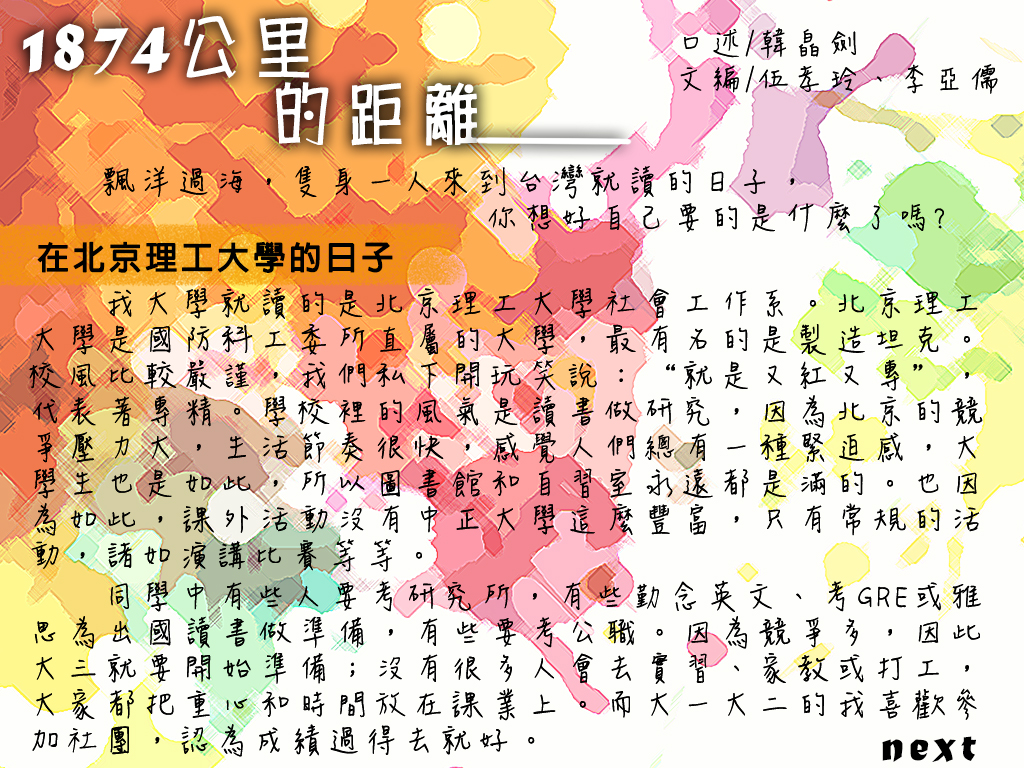 1874公里
的距離
口述/韓晶劍
文編/伍孝玲、李亞儒
飄洋過海，隻身一人來到台灣就讀的日子，
你想好自己要的是什麼了嗎？
在北京理工大學的日子
我大學就讀的是北京理工大學社會工作系。北京理工
大學是國防科工委所直屬的大學，最有名的是製造坦克。
校風比較嚴謹，我們私下開玩笑說：“就是又紅又專”，
代表著專精。學校裡的風氣是讀書做研究，因為北京的競
爭壓力大，生活節奏很快，感覺人們總有一種緊迫感，大
學生也是如此，所以圖書館和自習室永遠都是滿的。也因
為如此，課外活動沒有中正大學這麼豐富，只有常規的活
動，諸如演講比賽等等。
同學中有些人要考研究所，有些勤念英文、考GRE或雅
思為出國讀書做準備，有些要考公職。因為競爭多，因此
大三就要開始準備；沒有很多人會去實習、家教或打工，
大家都把重心和時間放在課業上。而大一大二的我喜歡參
加社團，認為成績過得去就好。
next